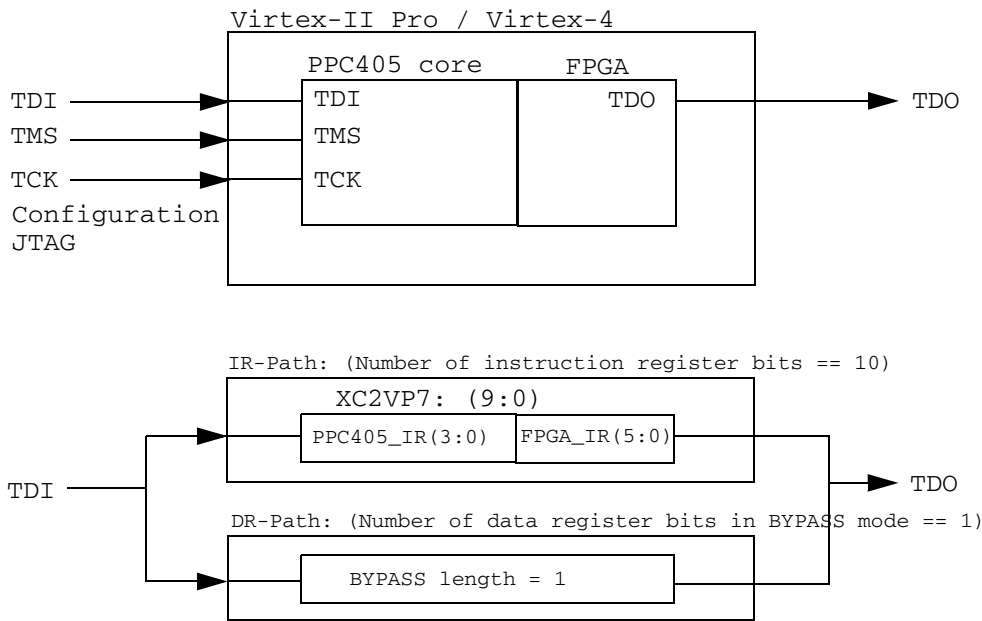 Virtex-II Pro / Virtex-4
PPC405 core
FPGA
TDI
TDI
TDO
TDO
TMS
TMS
TCK
TCK
Configuration
JTAG
IR-Path: (Number of instruction register bits == 10)
XC2VP7: (9:0)
PPC405_IR(3:0)
FPGA_IR(5:0)
TDI
TDO
DR-Path: (Number of data register bits in BYPASS mode == 1)
BYPASS length = 1